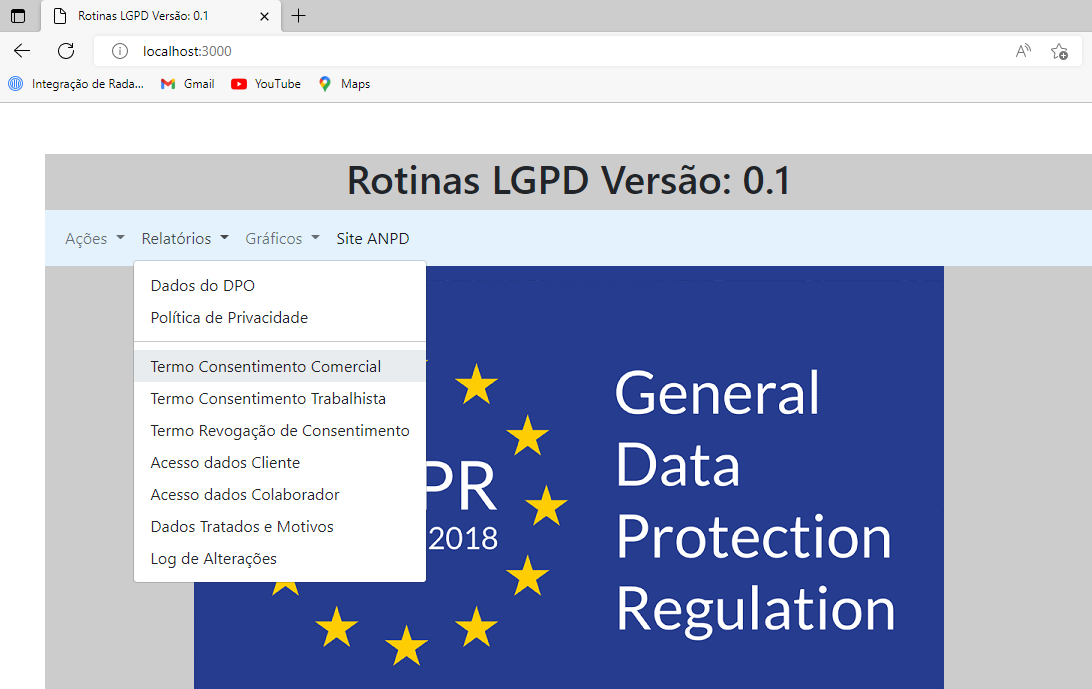 Rotinas LGPD Versão: 0.1
localhost:3000
Integração de Rada...
Gmail
YouTube
Maps
Rotinas LGPD Versão: 0.1
Ações
Relatórios
Gráficos
Site ANPD
Dados do DPO
Política de Privacidade
Termo Consentimento Comercial
Termo Consentimento Trabalhista
Termo Revogação de Consentimento
Acesso dados Cliente
Acesso dados Colaborador
Dados Tratados e Motivos
Log de Alterações
PR
2018
General
Data
Protection
Regulation